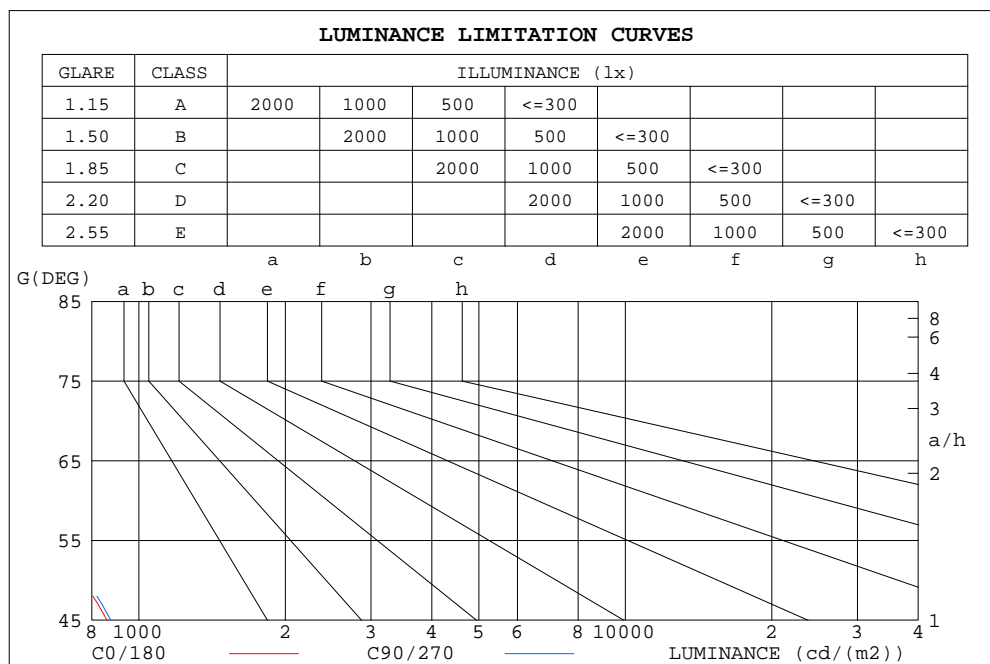 LUMINANCE LIMITATION CURVES
GLARE CLASS ILLUMINANCE (lx)
1.15 A 2000 1000 500 <=300
1.50 B 2000 1000 500 <=300
1.85 C 2000 1000 500 <=300
2.20 D 2000 1000 500 <=300
2.55 E 2000 1000 500 <=300
a b c d e f g h
G(DEG)
a b c d e f g h
85
8
6
75
4
3
a/h
65
2
55
45
1
8 1000 2 3 4 5 6 8 10000 2 3 4
C0/180 C90/270 LUMINANCE (cd/(m2))